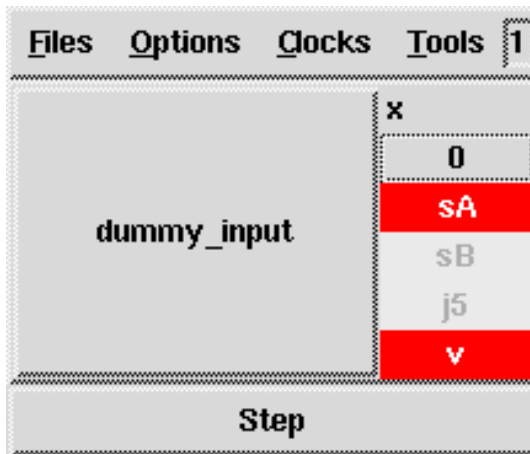 Files Options Clocks Tools 1
x
0
sA
dummy_input
sB
j5
v
Step